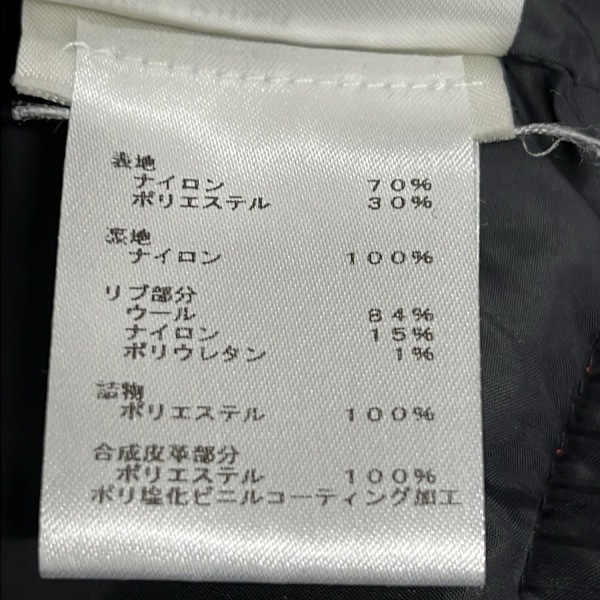 表地
ナイロン 70%
ポリエステル 30%
裏地
ナイロン 100%
リブ部分
ウール 84%
ナイロン 15%
ポリウレタン 1%
詰物
ポリエステル 100%
合成皮革部分
ポリエステル 100%
ポリ塩化ビニルコーティング加工